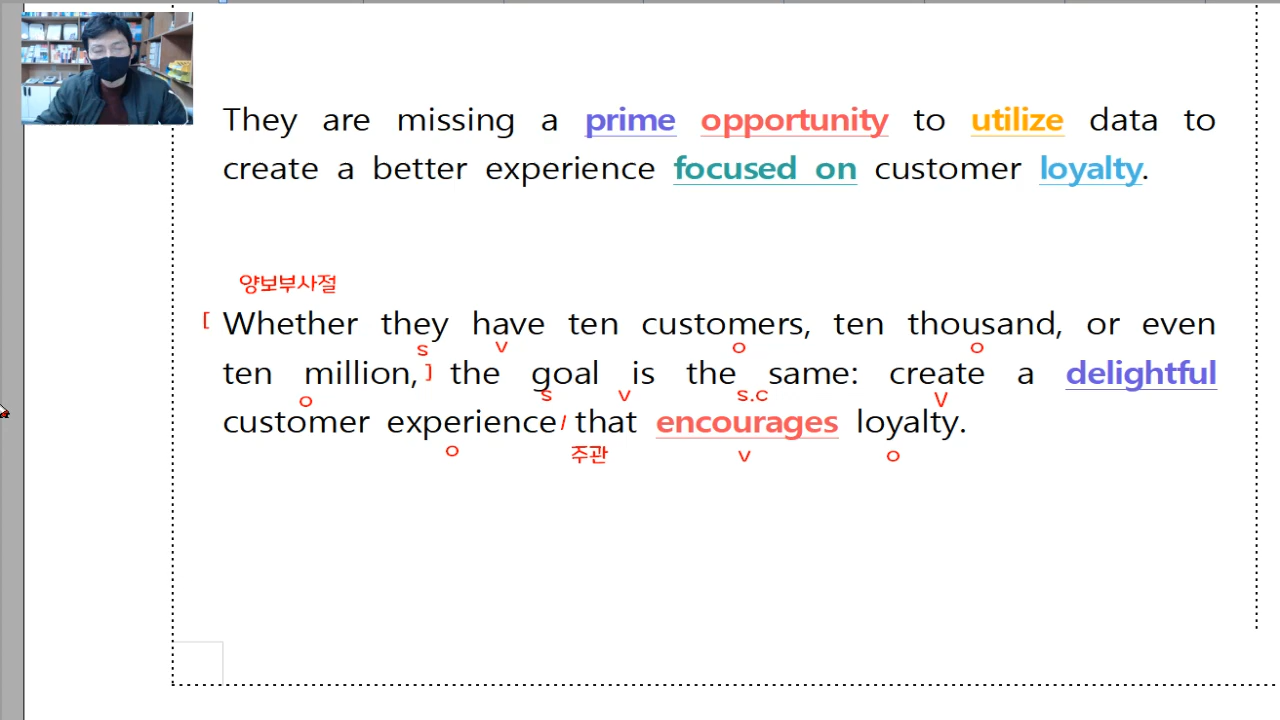 They are missing a prime opportunity to utilize data to
create a better experience focused on customer loyalty.
양보부사절
[ Whether they have ten customers, ten thousand, or even
s v o o
ten million, ] the goal is the same: create a delightful
o s v s.c v
customer experience / that encourages loyalty.
o 주관 v o